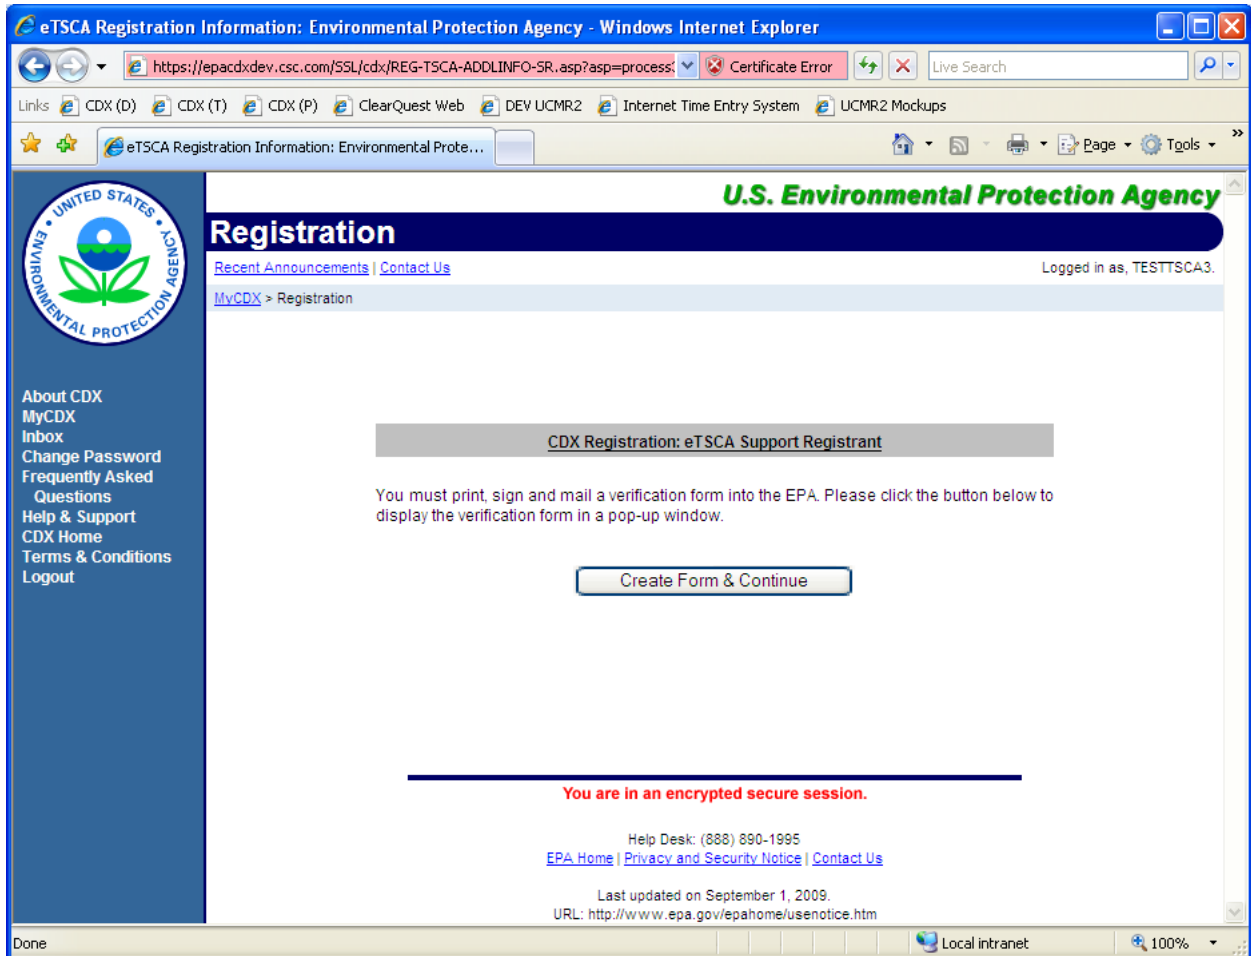 eTSCA Registration Information: Environmental Protection Agency - Windows Internet Explorer
https://epacdxdev.csc.com/SSL/cdx/REG-TSCA-ADDLINFO-SR.asp?asp=process: Certificate Error Live Search
Links CDX (D) CDX (T) CDX (P) ClearQuest Web DEV UCMR2 Internet Time Entry System UCMR2 Mockups
eTSCA Registration Information: Environmental Prote... Page Tools »
UNITED STATES
ENVIRONMENTAL PROTECTION AGENCY
U.S. Environmental Protection Agency
Registration
Recent Announcements | Contact Us Logged in as, TESTTSCA3.
MyCDX > Registration
About CDX
MyCDX
Inbox
Change Password
Frequently Asked
Questions
Help & Support
CDX Home
Terms & Conditions
Logout
CDX Registration: eTSCA Support Registrant
You must print, sign and mail a verification form into the EPA. Please click the button below to
display the verification form in a pop-up window.
Create Form & Continue
You are in an encrypted secure session.
Help Desk: (888) 890-1995
EPA Home | Privacy and Security Notice | Contact Us
Last updated on September 1, 2009.
URL: http://www.epa.gov/epahome/usenotice.htm
Done Local intranet 100%